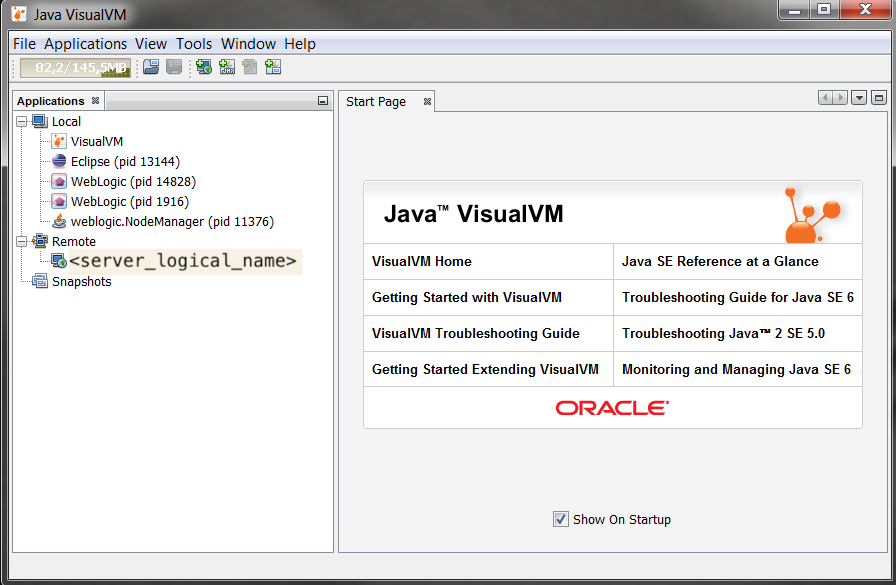 Java VisualVM
File Applications View Tools Window Help
82,2/145,5MB
Applications
Start Page
Local
VisualVM
Eclipse (pid 13144)
WebLogic (pid 14828)
WebLogic (pid 1916)
weblogic.NodeManager (pid 11376)
Remote
<server_logical_name>
Snapshots
Java™ VisualVM
VisualVM Home
Java SE Reference at a Glance
Getting Started with VisualVM
Troubleshooting Guide for Java SE 6
VisualVM Troubleshooting Guide
Troubleshooting Java™ 2 SE 5.0
Getting Started Extending VisualVM
Monitoring and Managing Java SE 6
ORACLE
Show On Startup